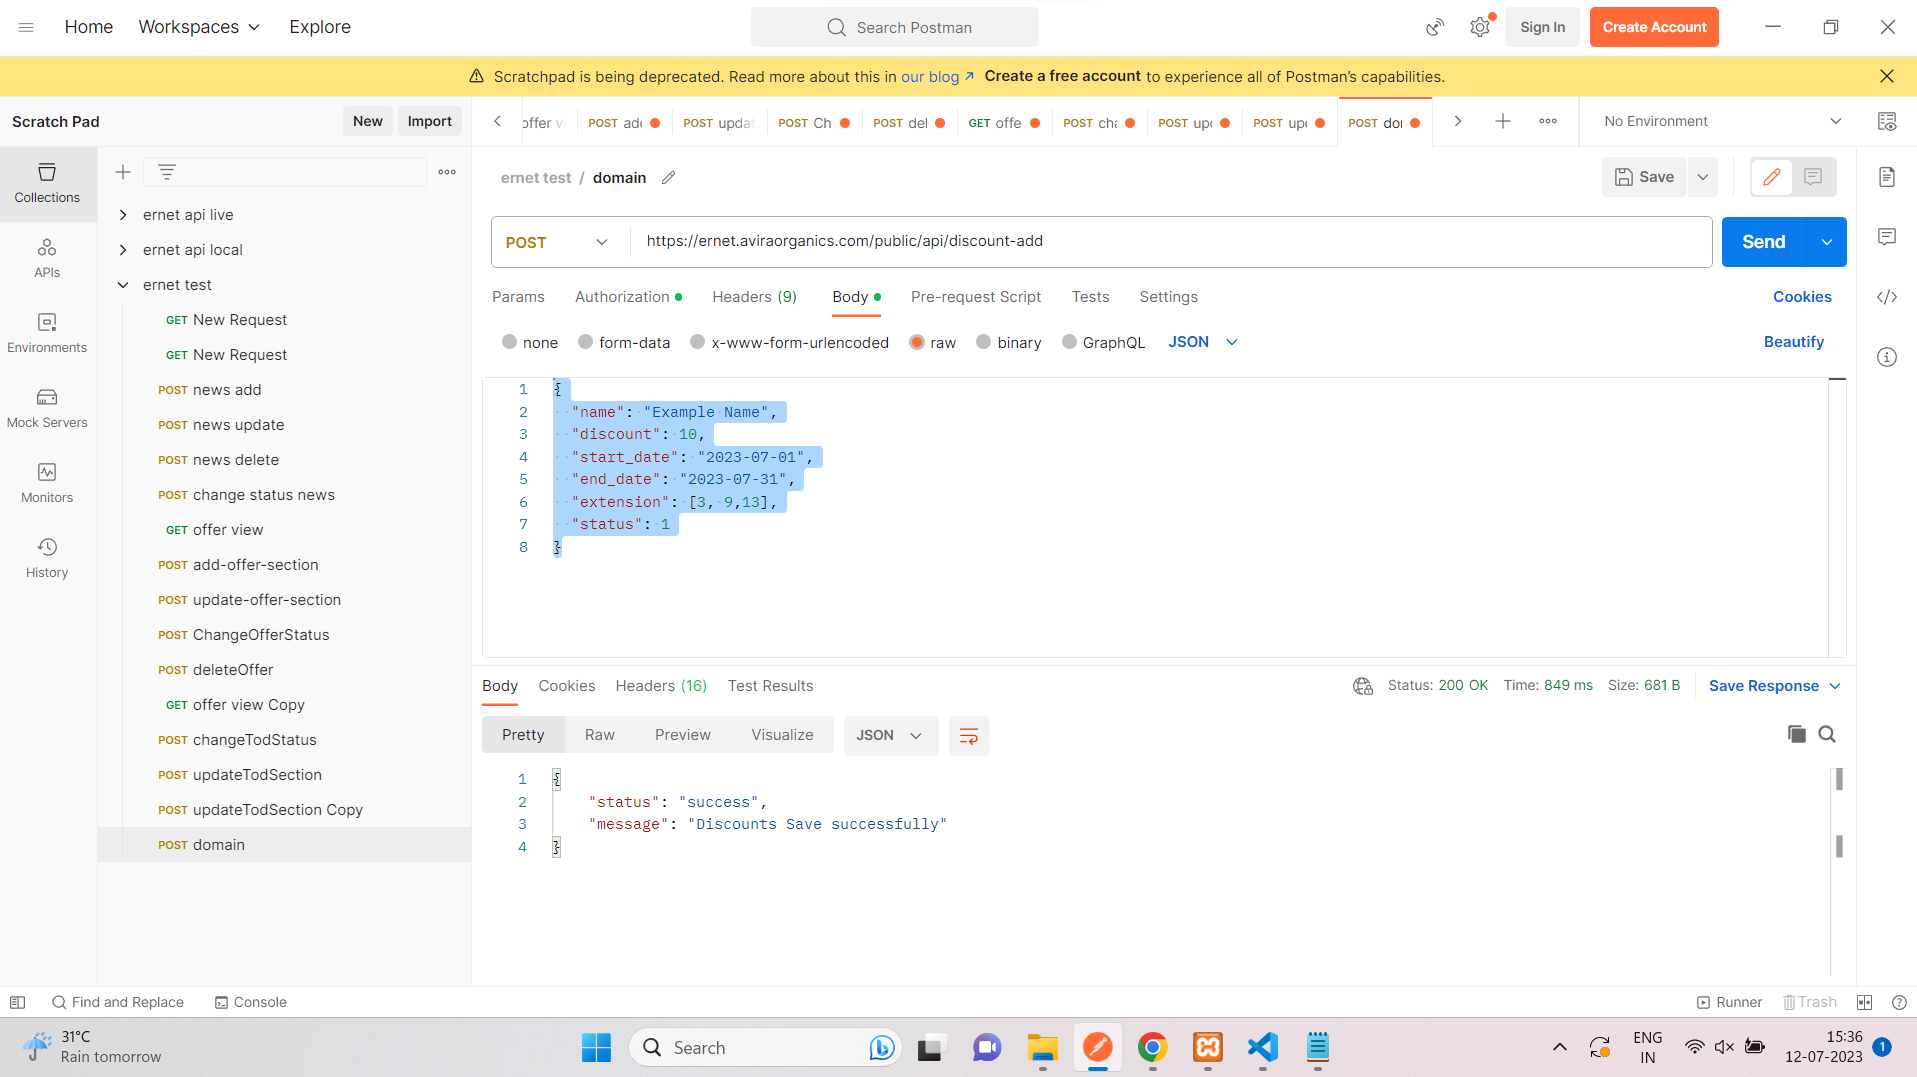 Home Workspaces Explore Search Postman Sign In Create Account
Scratchpad is being deprecated. Read more about this in our blog ↗ Create a free account to experience all of Postman's capabilities.
Scratch Pad New Import
offer POST POST POST POST del GET offe POST POST POST POST No Environment
Collections
APIs
Environments
Mock Servers
Monitors
History
ernet api live
ernet api local
ernet test
GET New Request
GET New Request
POST news add
POST news update
POST news delete
POST change status news
GET offer view
POST add-offer-section
POST update-offer-section
POST ChangeOfferStatus
POST deleteOffer
GET offer view Copy
POST changeTodStatus
POST updateTodSection
POST updateTodSection Copy
POST domain
ernet test / domain Save
POST https://ernet.aviraorganics.com/public/api/discount-add Send
Params Authorization Headers (9) Body Pre-request Script Tests Settings Cookies
none form-data x-www-form-urlencoded raw binary GraphQL JSON Beautify
1 {
2 "name": "Example Name",
3 "discount": 10,
4 "start_date": "2023-07-01",
5 "end_date": "2023-07-31",
6 "extension": [3, 9,13],
7 "status": 1
8 }
Body Cookies Headers (16) Test Results Status: 200 OK Time: 849 ms Size: 681 B Save Response
Pretty Raw Preview Visualize JSON
1 {
2 "status": "success",
3 "message": "Discounts Save successfully"
4 }
Find and Replace Console Runner Trash
31°C
Rain tomorrow
Search
ENG
IN
15:36
12-07-2023
1